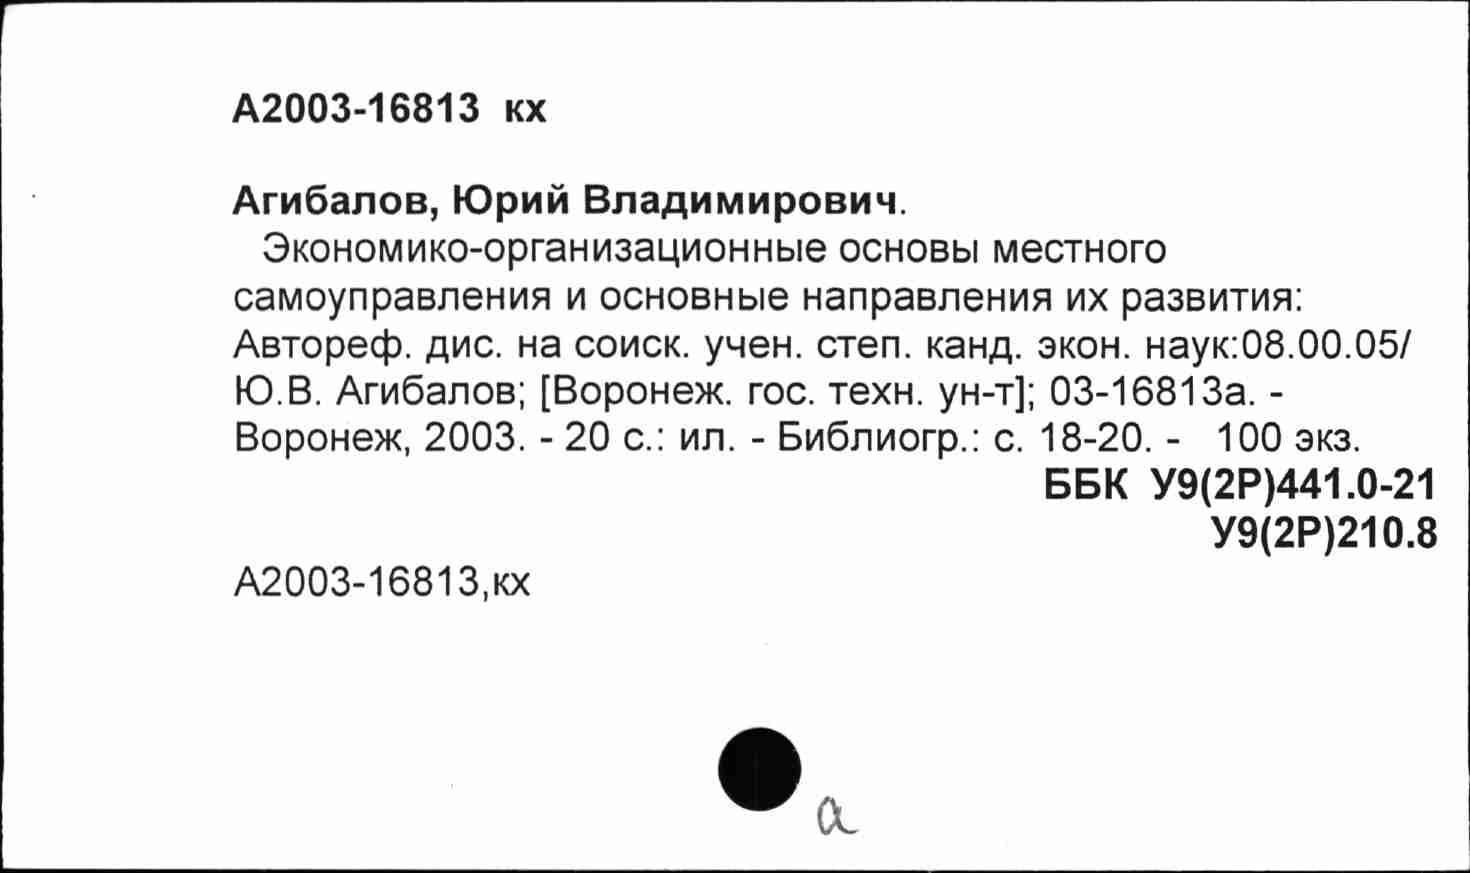 А2003-16813 кх
Агибалов, Юрий Владимирович.
Экономико-организационные основы местного
самоуправления и основные направления их развития:
Автореф. дис. на соиск. учен. степ. канд. экон. наук:08.00.05/
Ю.В. Агибалов; [Воронеж. гос. техн. ун-т]; 03-16813а. -
Воронеж, 2003. - 20 с.: ил. - Библиогр.: с. 18-20. - 100 экз.
ББК У9(2Р)441.0-21
У9(2Р)210.8
А2003-16813,кх
а